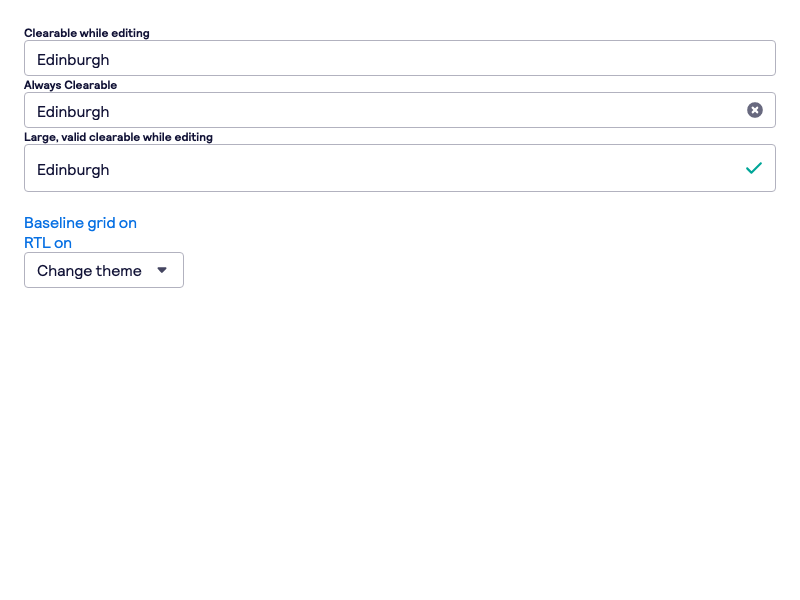 Clearable while editing
Edinburgh
Always Clearable
Edinburgh
Large, valid clearable while editing
Edinburgh
Baseline grid on
RTL on
Change theme